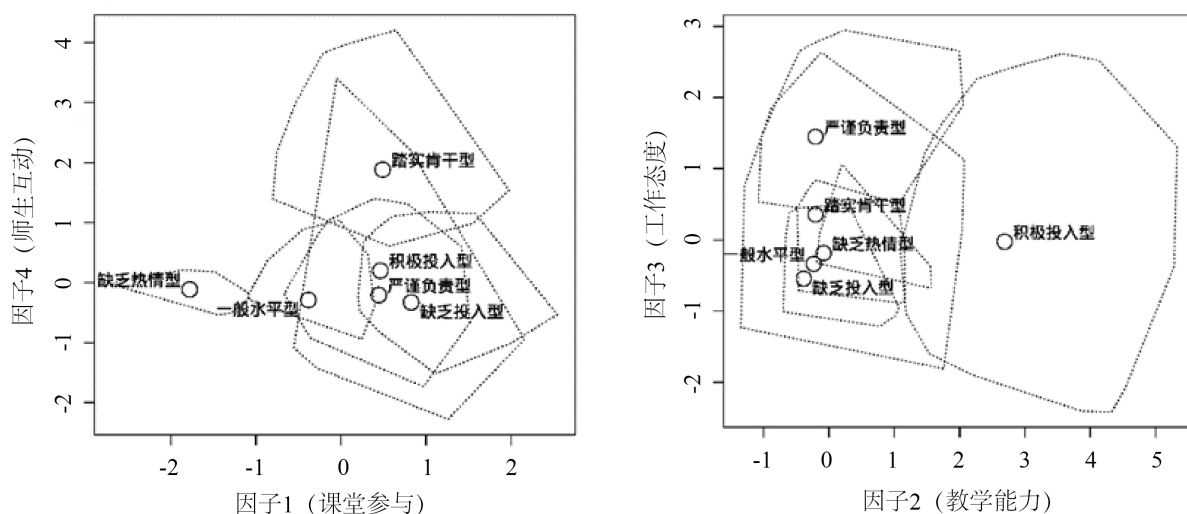 4
3
2
1
0
-1
-2
因子4（师生互动）
踏实肯干型
积极投入型
缺乏热情型
严谨负责型
一般水平型
缺乏投入型
-2
-1
0
1
2
因子1（课堂参与）
3
2
1
0
-1
-2
因子3（工作态度）
严谨负责型
踏实肯干型
积极投入型
缺乏热情型
一般水平型
缺乏投入型
-1
0
1
2
3
4
5
因子2（教学能力）